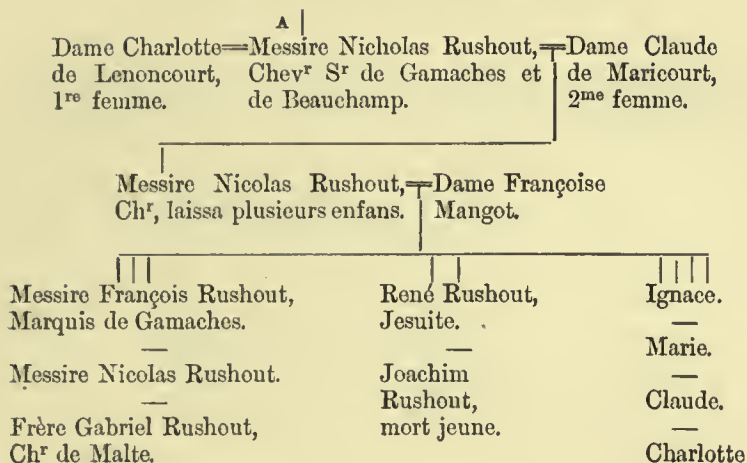 A
Dame Charlotte=Messire Nicholas Rushout,=Dame Claude
de Lenoncourt, Chevr Sr de Gamaches et de Maricourt,
1re femme. de Beauchamp. 2me femme.
Messire Nicolas Rushout,=Dame Françoise
Chr, laissa plusieurs enfans. Mangot.
Messire François Rushout, René Rushout, Ignace.
Marquis de Gamaches. Jesuite. —
— — Marie.
Messire Nicolas Rushout. Joachim —
— Rushout, Claude.
Frère Gabriel Rushout, mort jeune. —
Chr de Malte. Charlotte